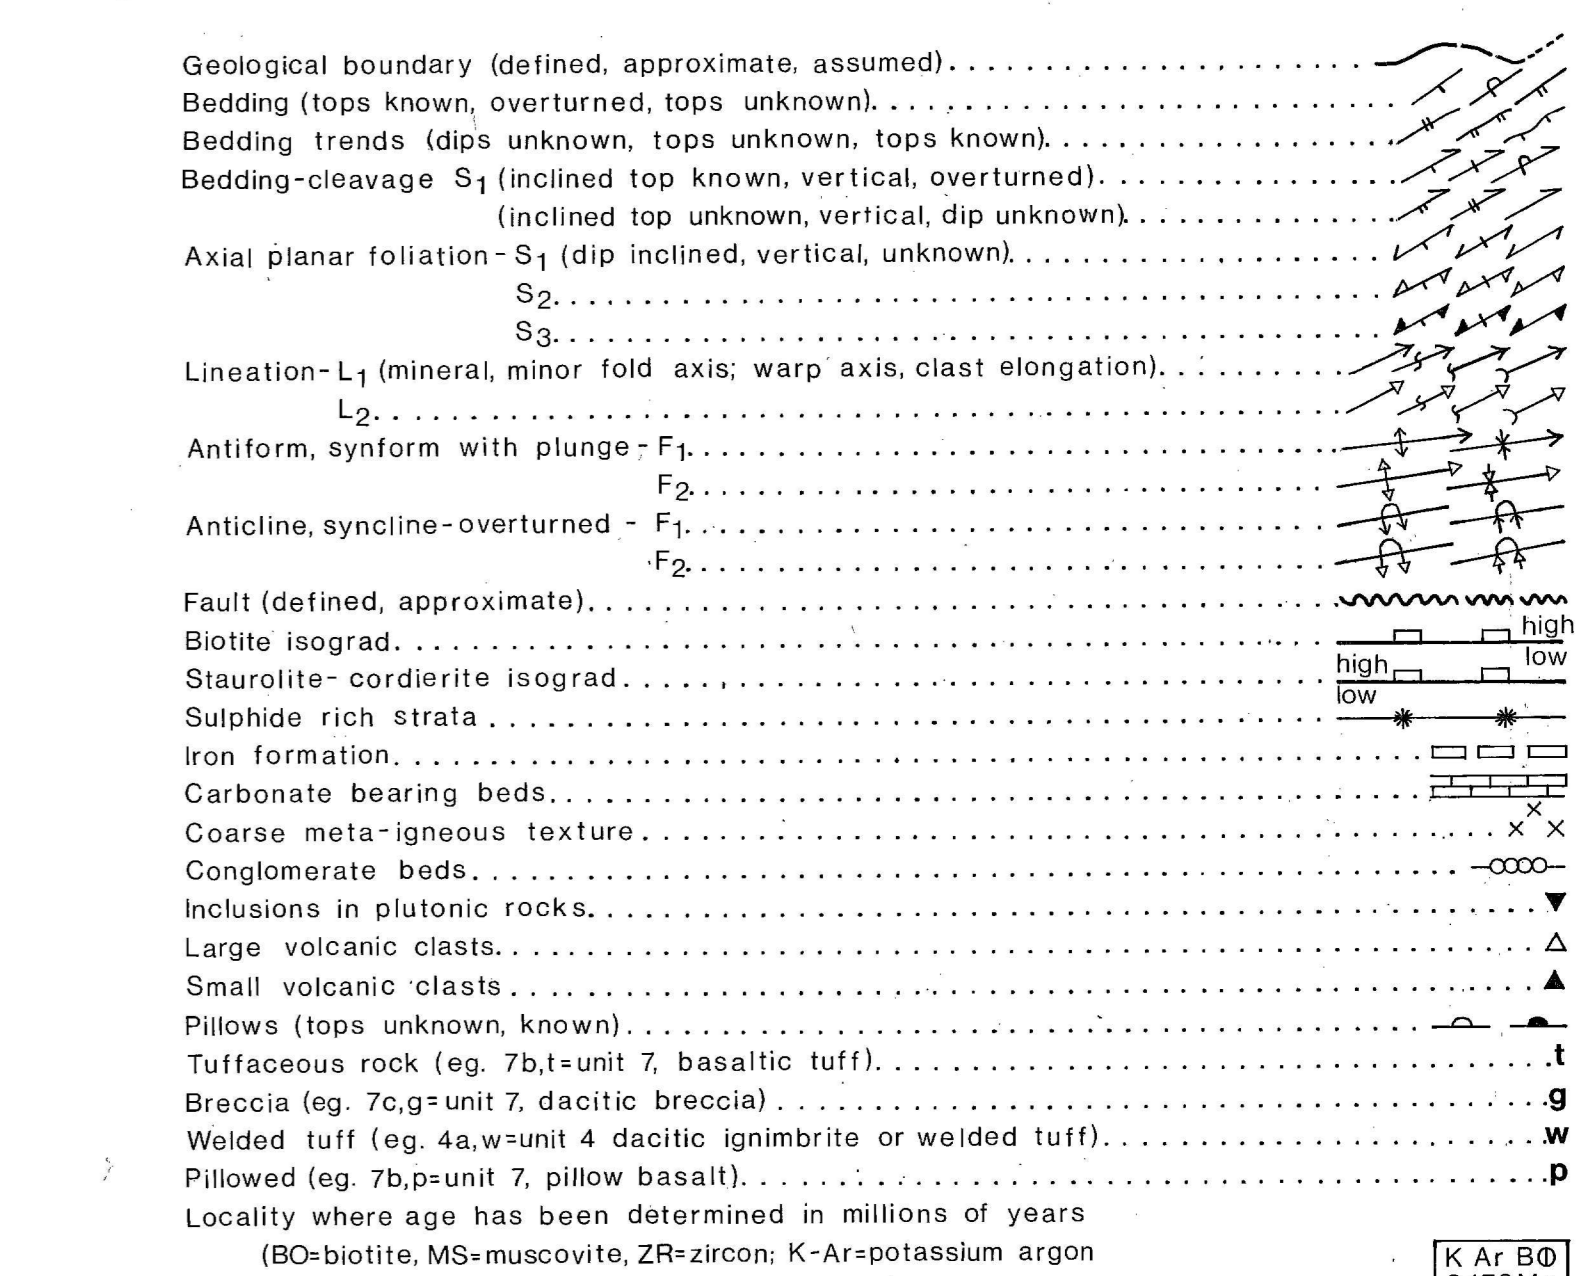 Geological boundary (defined, approximate, assumed)
Bedding (tops known, overturned, tops unknown)
Bedding trends (dips unknown, tops unknown, tops known)
Bedding-cleavage S1 (inclined top known, vertical, overturned)
(inclined top unknown, vertical, dip unknown)
Axial planar foliation - S1 (dip inclined, vertical, unknown)
S2
S3
Lineation- L1 (mineral, minor fold axis; warp axis, clast elongation)
L2
Antiform, synform with plunge - F1
F2
Anticline, syncline-overturned - F1
F2
Fault (defined, approximate)
Biotite isograd high
low
Staurolite-cordierite isograd high
low
Sulphide rich strata
Iron formation
Carbonate bearing beds
Coarse meta-igneous texture
Conglomerate beds
Inclusions in plutonic rocks
Large volcanic clasts
Small volcanic clasts
Pillows (tops unknown, known)
Tuffaceous rock (eg. 7b,t=unit 7, basaltic tuff) t
Breccia (eg. 7c,g=unit 7, dacitic breccia) g
Welded tuff (eg. 4a,w=unit 4 dacitic ignimbrite or welded tuff) w
Pillowed (eg. 7b,p=unit 7, pillow basalt) p
Locality where age has been determined in millions of years
(BO=biotite, MS=muscovite, ZR=zircon; K-Ar=potassium argon K Ar BO